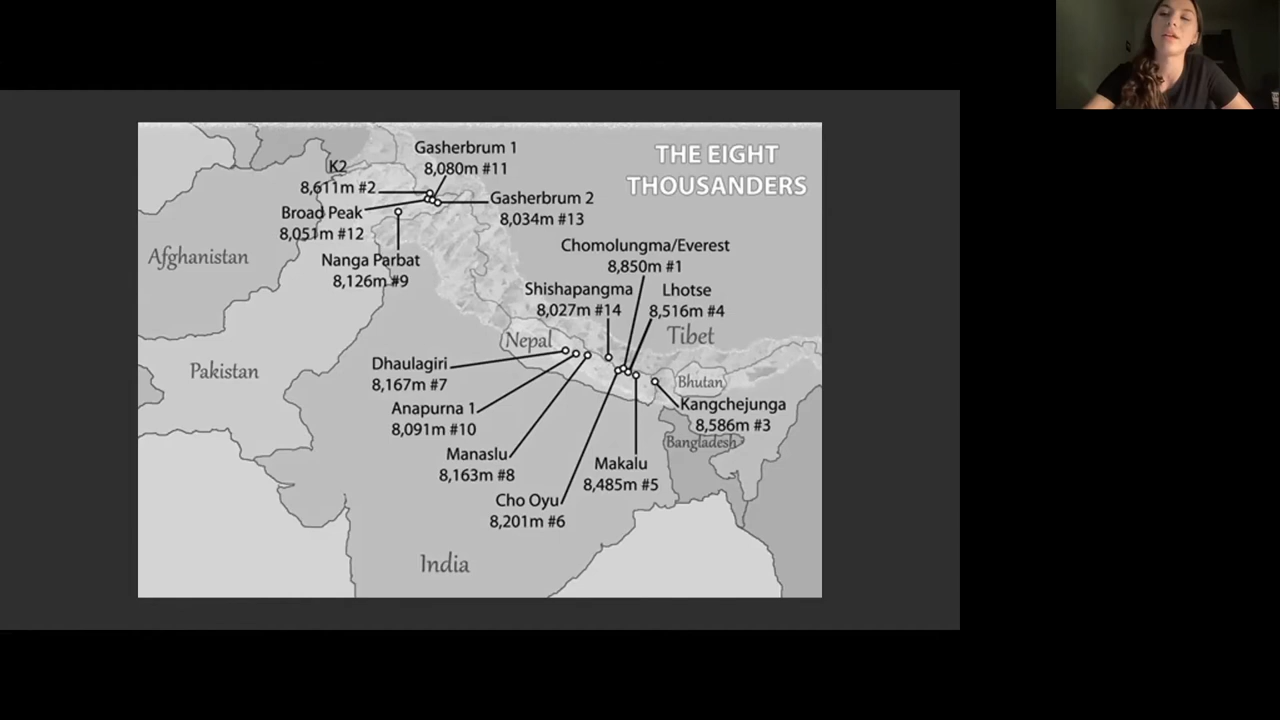 THE EIGHT
THOUSANDERS
Gasherbrum 1
8,080m #11
K2
8,611m #2
Gasherbrum 2
8,034m #13
Broad Peak
8,051m #12
Nanga Parbat
8,126m #9
Afghanistan
Chomolungma/Everest
8,850m #1
Shishapangma
8,027m #14
Lhotse
8,516m #4
Nepal
Tibet
Pakistan
Dhaulagiri
8,167m #7
Bhutan
Anapurna 1
8,091m #10
Kangchejunga
8,586m #3
Bangladesh
Manaslu
8,163m #8
Makalu
8,485m #5
Cho Oyu
8,201m #6
India